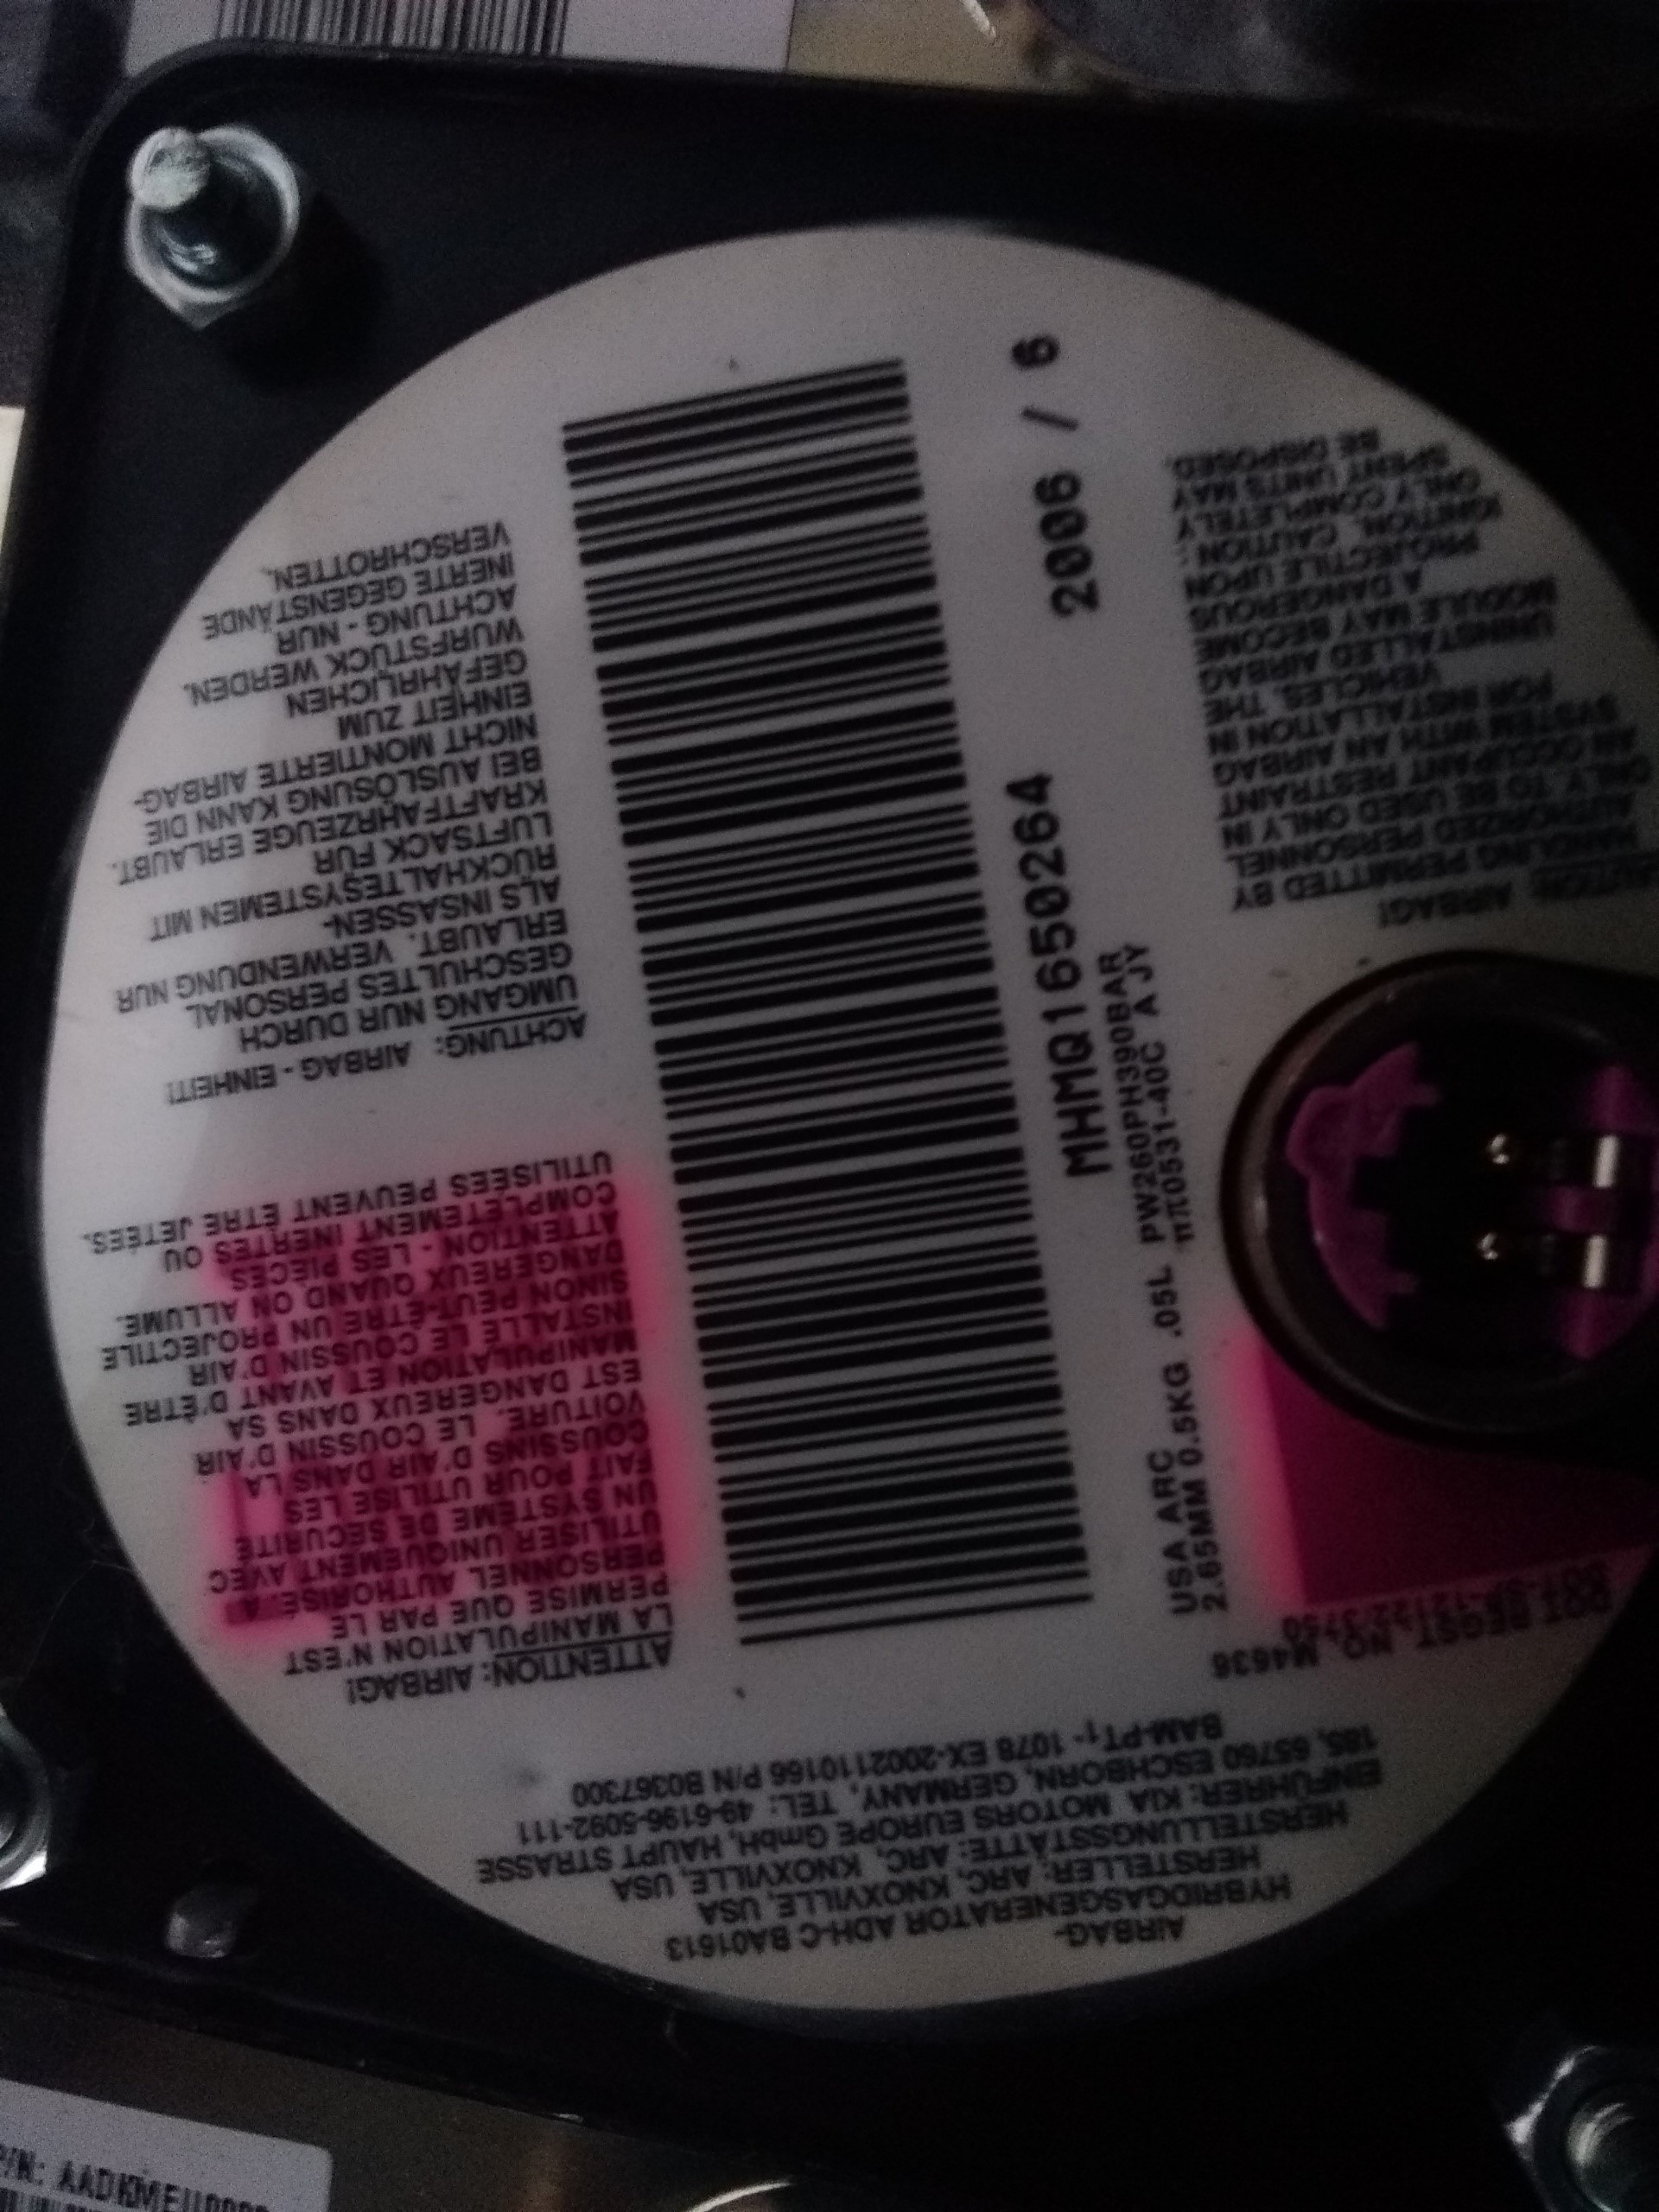 AIRBAG-
HYBRIDGASGENERATOR ADH-C BA01613
HERSTELLER: ARC, KNOXVILLE, USA
HERSTELLUNGSSTÄTTE: ARC, KNOXVILLE, USA
EINFÜHRER: KIA MOTORS EUROPE GmbH, HAUPT STRASSE
185, 65760 ESCHBORN, GERMANY, TEL: 49-6196-5092-111
BAM-PT1- 1078 EX-2002110166 P/N B0367300
DOT REGST. NO. M4636
DOT-SP-12122/3750
ATTENTION: AIRBAG!
LA MANIPULATION N'EST
PERMISE QUE PAR LE
PERSONNEL AUTHORISÉ. A
UTILISER UNIQUEMENT AVEC
UN SYSTEME DE SECURITE
FAIT POUR UTILISE LES
COUSSINS D'AIR DANS LA
VOITURE. LE COUSSIN D'AIR
EST DANGEREUX DANS SA
MANIPULATION ET AVANT D'ÊTRE
INSTALLE LE COUSSIN D'AIR
SINON PEUT-ÊTRE UN PROJECTILE
DANGEREUX QUAND ON ALLUME.
ATTENTION - LES PIECES
COMPLETEMENT INERTES OU
UTILISEES PEUVENT ÊTRE JETÉES.
USA ARC .05L PW260PH390BAR
2.65MM 0.5KG ππ0531-40C A JY
MHMQ1650264
2006 / 6
ACHTUNG: AIRBAG - EINHEIT!
UMGANG NUR DURCH
GESCHULTES PERSONAL
ERLAUBT. VERWENDUNG NUR
ALS INSASSEN-
RÜCKHALTESYSTEMEN MIT
LUFTSACK FÜR
KRAFTFAHRZEUGE ERLAUBT.
BEI AUSLÖSUNG KANN DIE
NICHT MONTIERTE AIRBAG-
EINHEIT ZUM
GEFÄHRLICHEN
WURFSTÜCK WERDEN.
ACHTUNG - NUR
INERTE GEGENSTÄNDE
VERSCHROTTEN.
AIRBAG!
HANDLING PERMITTED BY
AUTHORIZED PERSONNEL
ONLY. TO BE USED ONLY IN
AN OCCUPANT RESTRAINT
SYSTEM WITH AN AIRBAG
FOR INSTALLATION IN
VEHICLES. THE
UNINSTALLED AIRBAG
MODULE MAY BECOME
A DANGEROUS
PROJECTILE UPON
IGNITION. CAUTION:
ONLY COMPLETELY
SPENT UNITS MAY
BE DISPOSED.